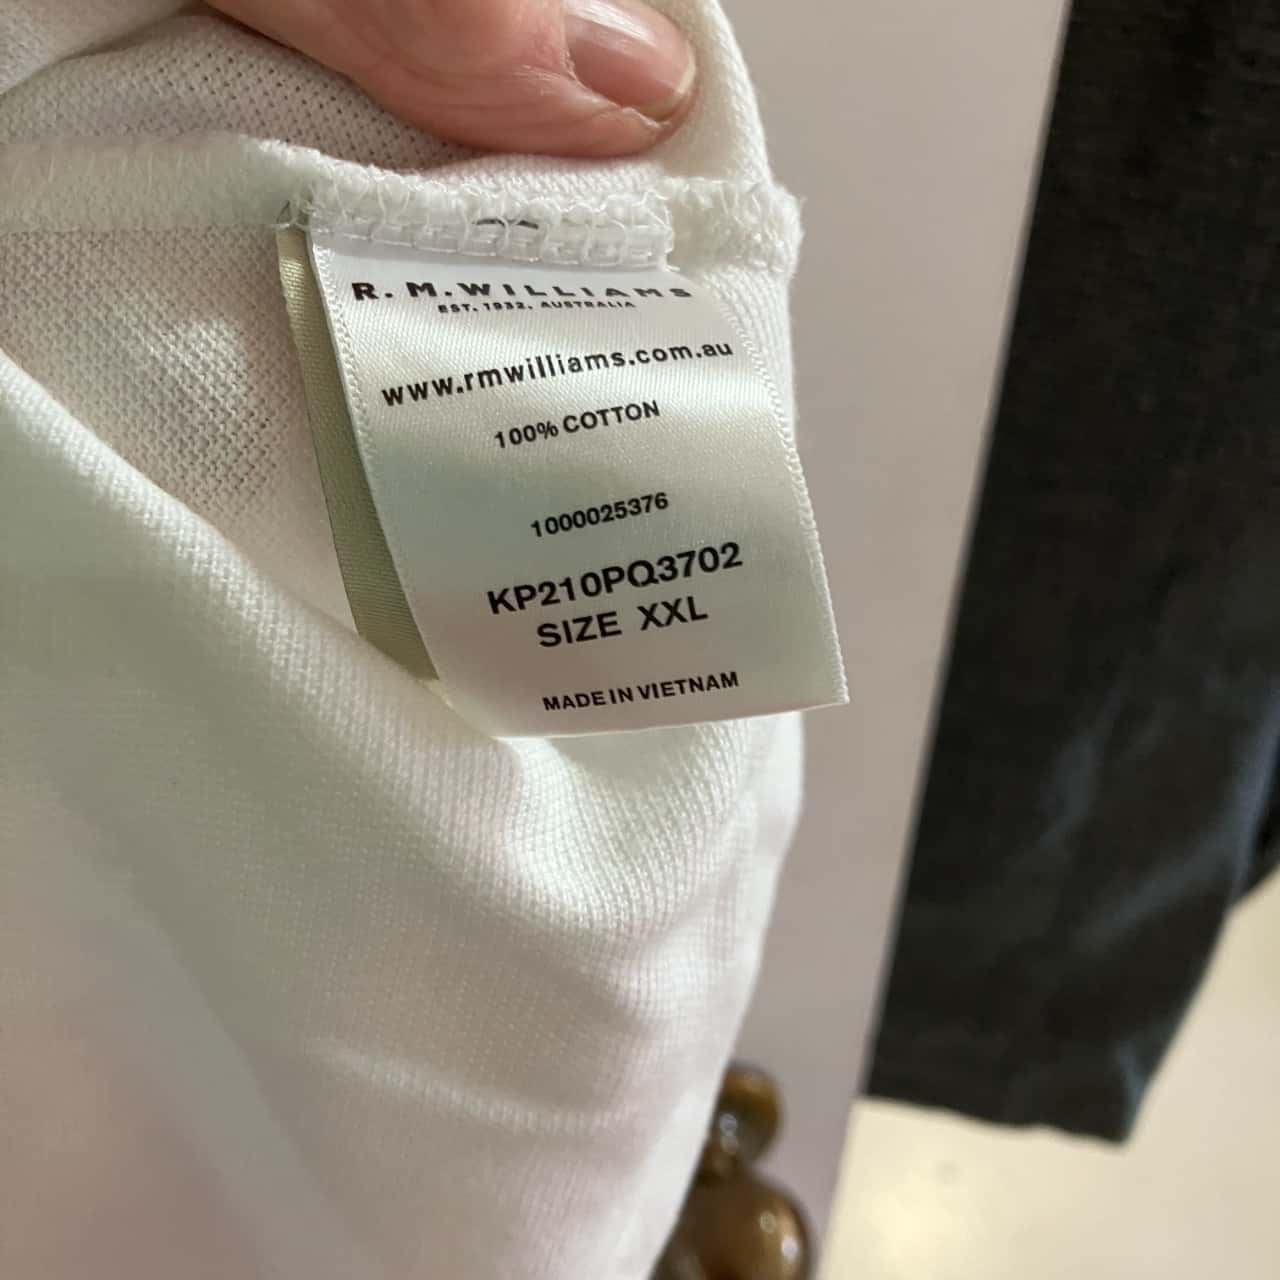 R.M.WILLIAMS
EST. 1932. AUSTRALIA
www.rmwilliams.com.au
100% COTTON
1000025376
KP210PQ3702
SIZE XXL
MADE IN VIETNAM